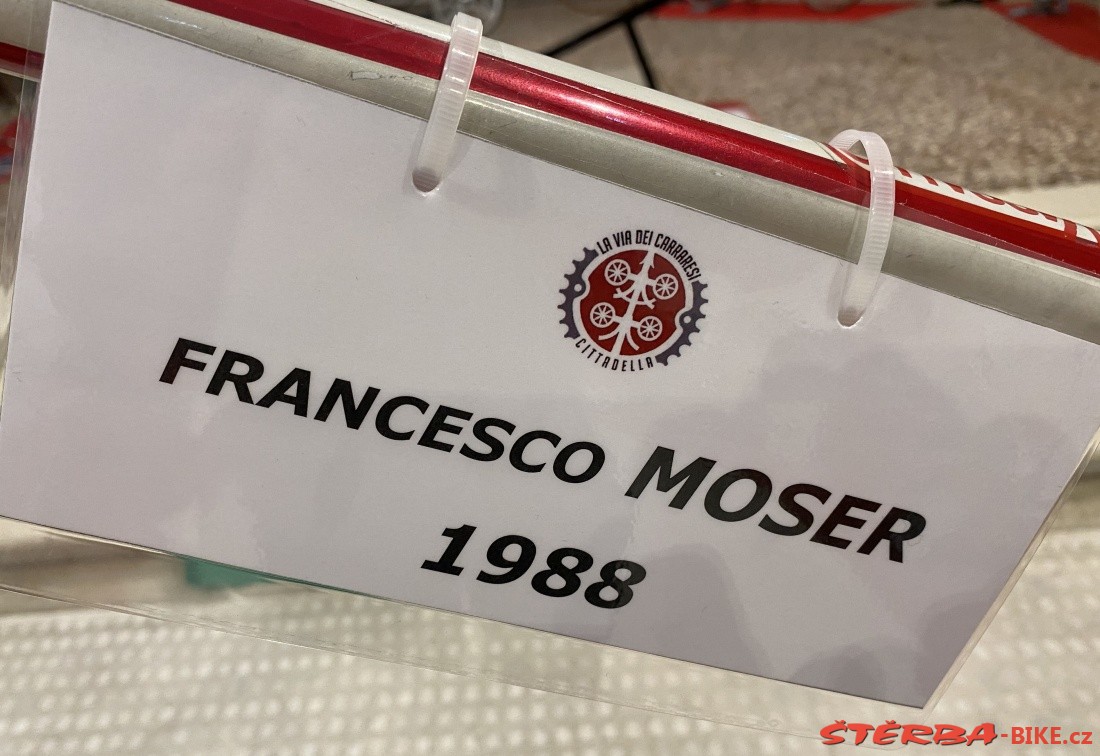 LA VIA DEI CARRARESI
CITTADELLA
FRANCESCO MOSER
1988
ŠTĚRBA-BIKE.cz